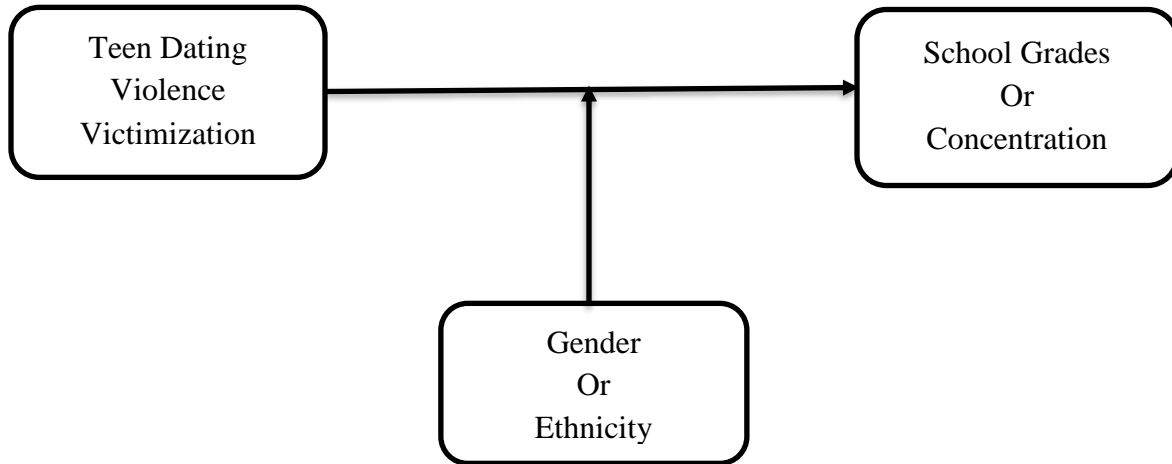 Teen Dating
Violence
Victimization
School Grades
Or
Concentration
Gender
Or
Ethnicity